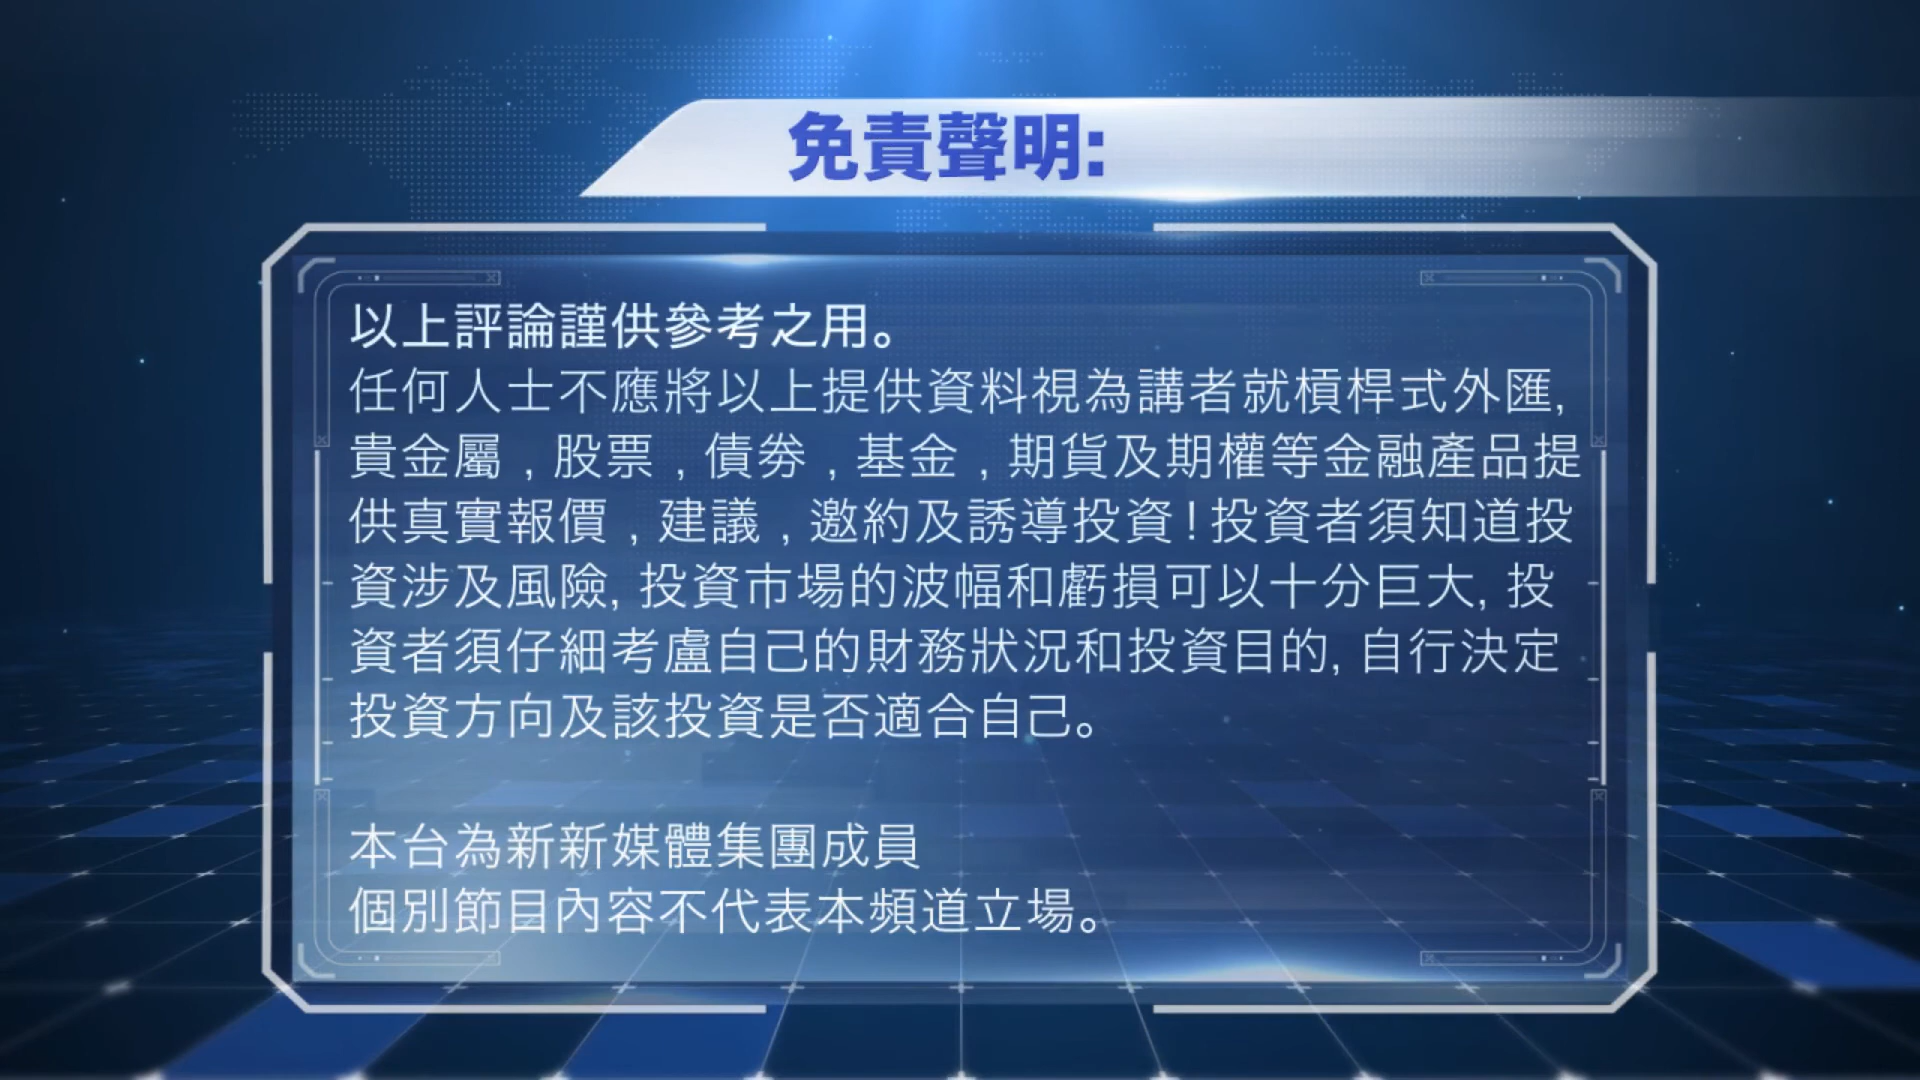 免責聲明:
以上評論謹供參考之用。
任何人士不應將以上提供資料視為講者就槓桿式外匯,
貴金屬,股票,債券,基金,期貨及期權等金融產品提
供真實報價,建議,邀約及誘導投資!投資者須知道投
資涉及風險,投資市場的波幅和虧損可以十分巨大,投
資者須仔細考盧自己的財務狀況和投資目的,自行決定
投資方向及該投資是否適合自己。
本台為新新媒體集團成員
個別節目內容不代表本頻道立場。